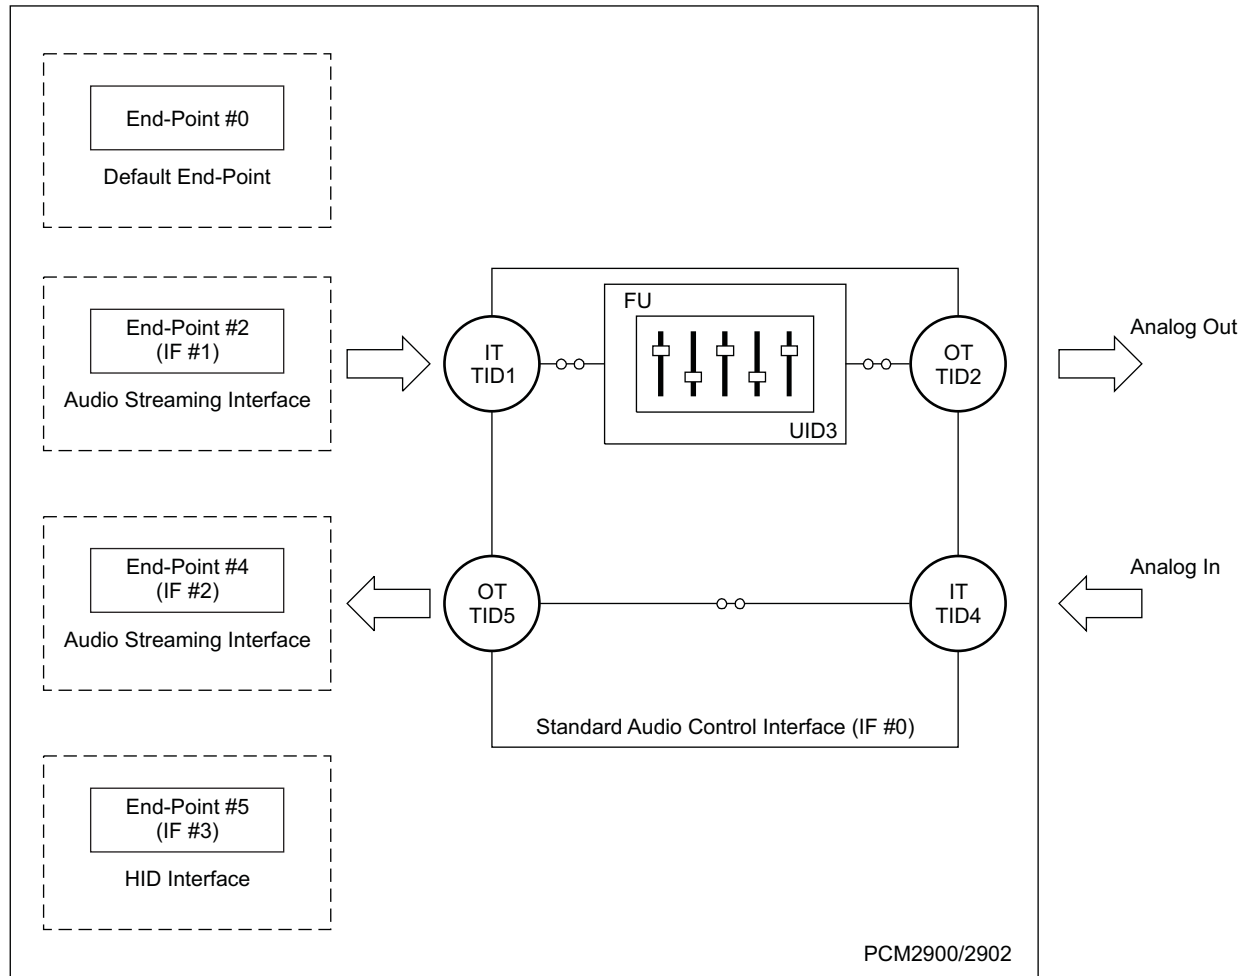 End-Point #0
Default End-Point
End-Point #2
(IF #1)
Audio Streaming Interface
IT
TID1
FU
UID3
OT
TID2
Analog Out
End-Point #4
(IF #2)
Audio Streaming Interface
OT
TID5
IT
TID4
Analog In
Standard Audio Control Interface (IF #0)
End-Point #5
(IF #3)
HID Interface
PCM2900/2902